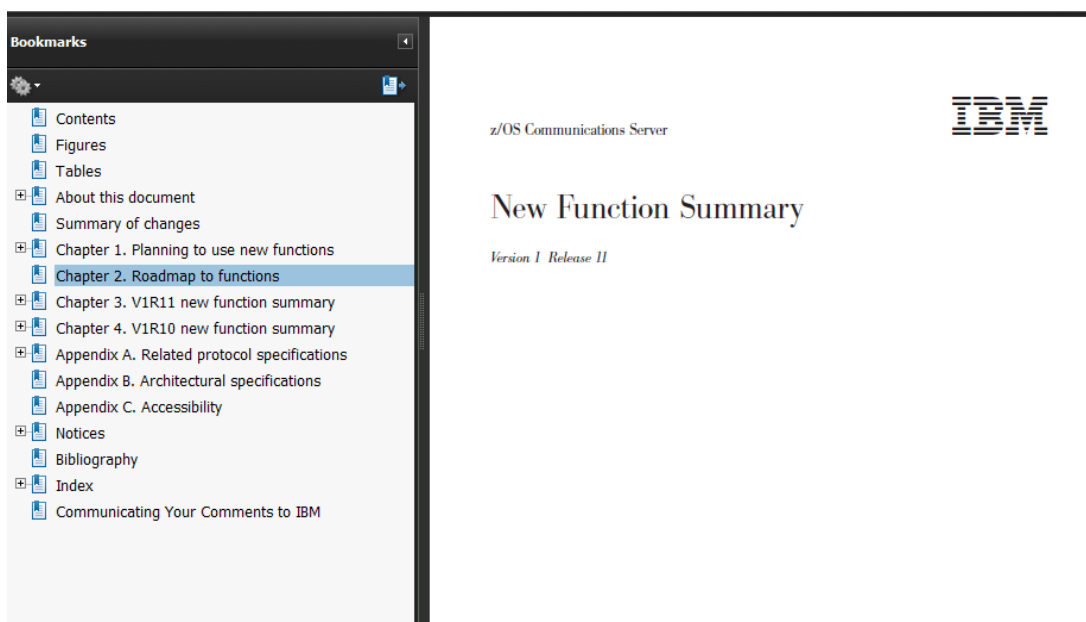 Bookmarks
Contents
Figures
Tables
About this document
Summary of changes
Chapter 1. Planning to use new functions
Chapter 2. Roadmap to functions
Chapter 3. V1R11 new function summary
Chapter 4. V1R10 new function summary
Appendix A. Related protocol specifications
Appendix B. Architectural specifications
Appendix C. Accessibility
Notices
Bibliography
Index
Communicating Your Comments to IBM
z/OS Communications Server
IBM
New Function Summary
Version 1 Release 11